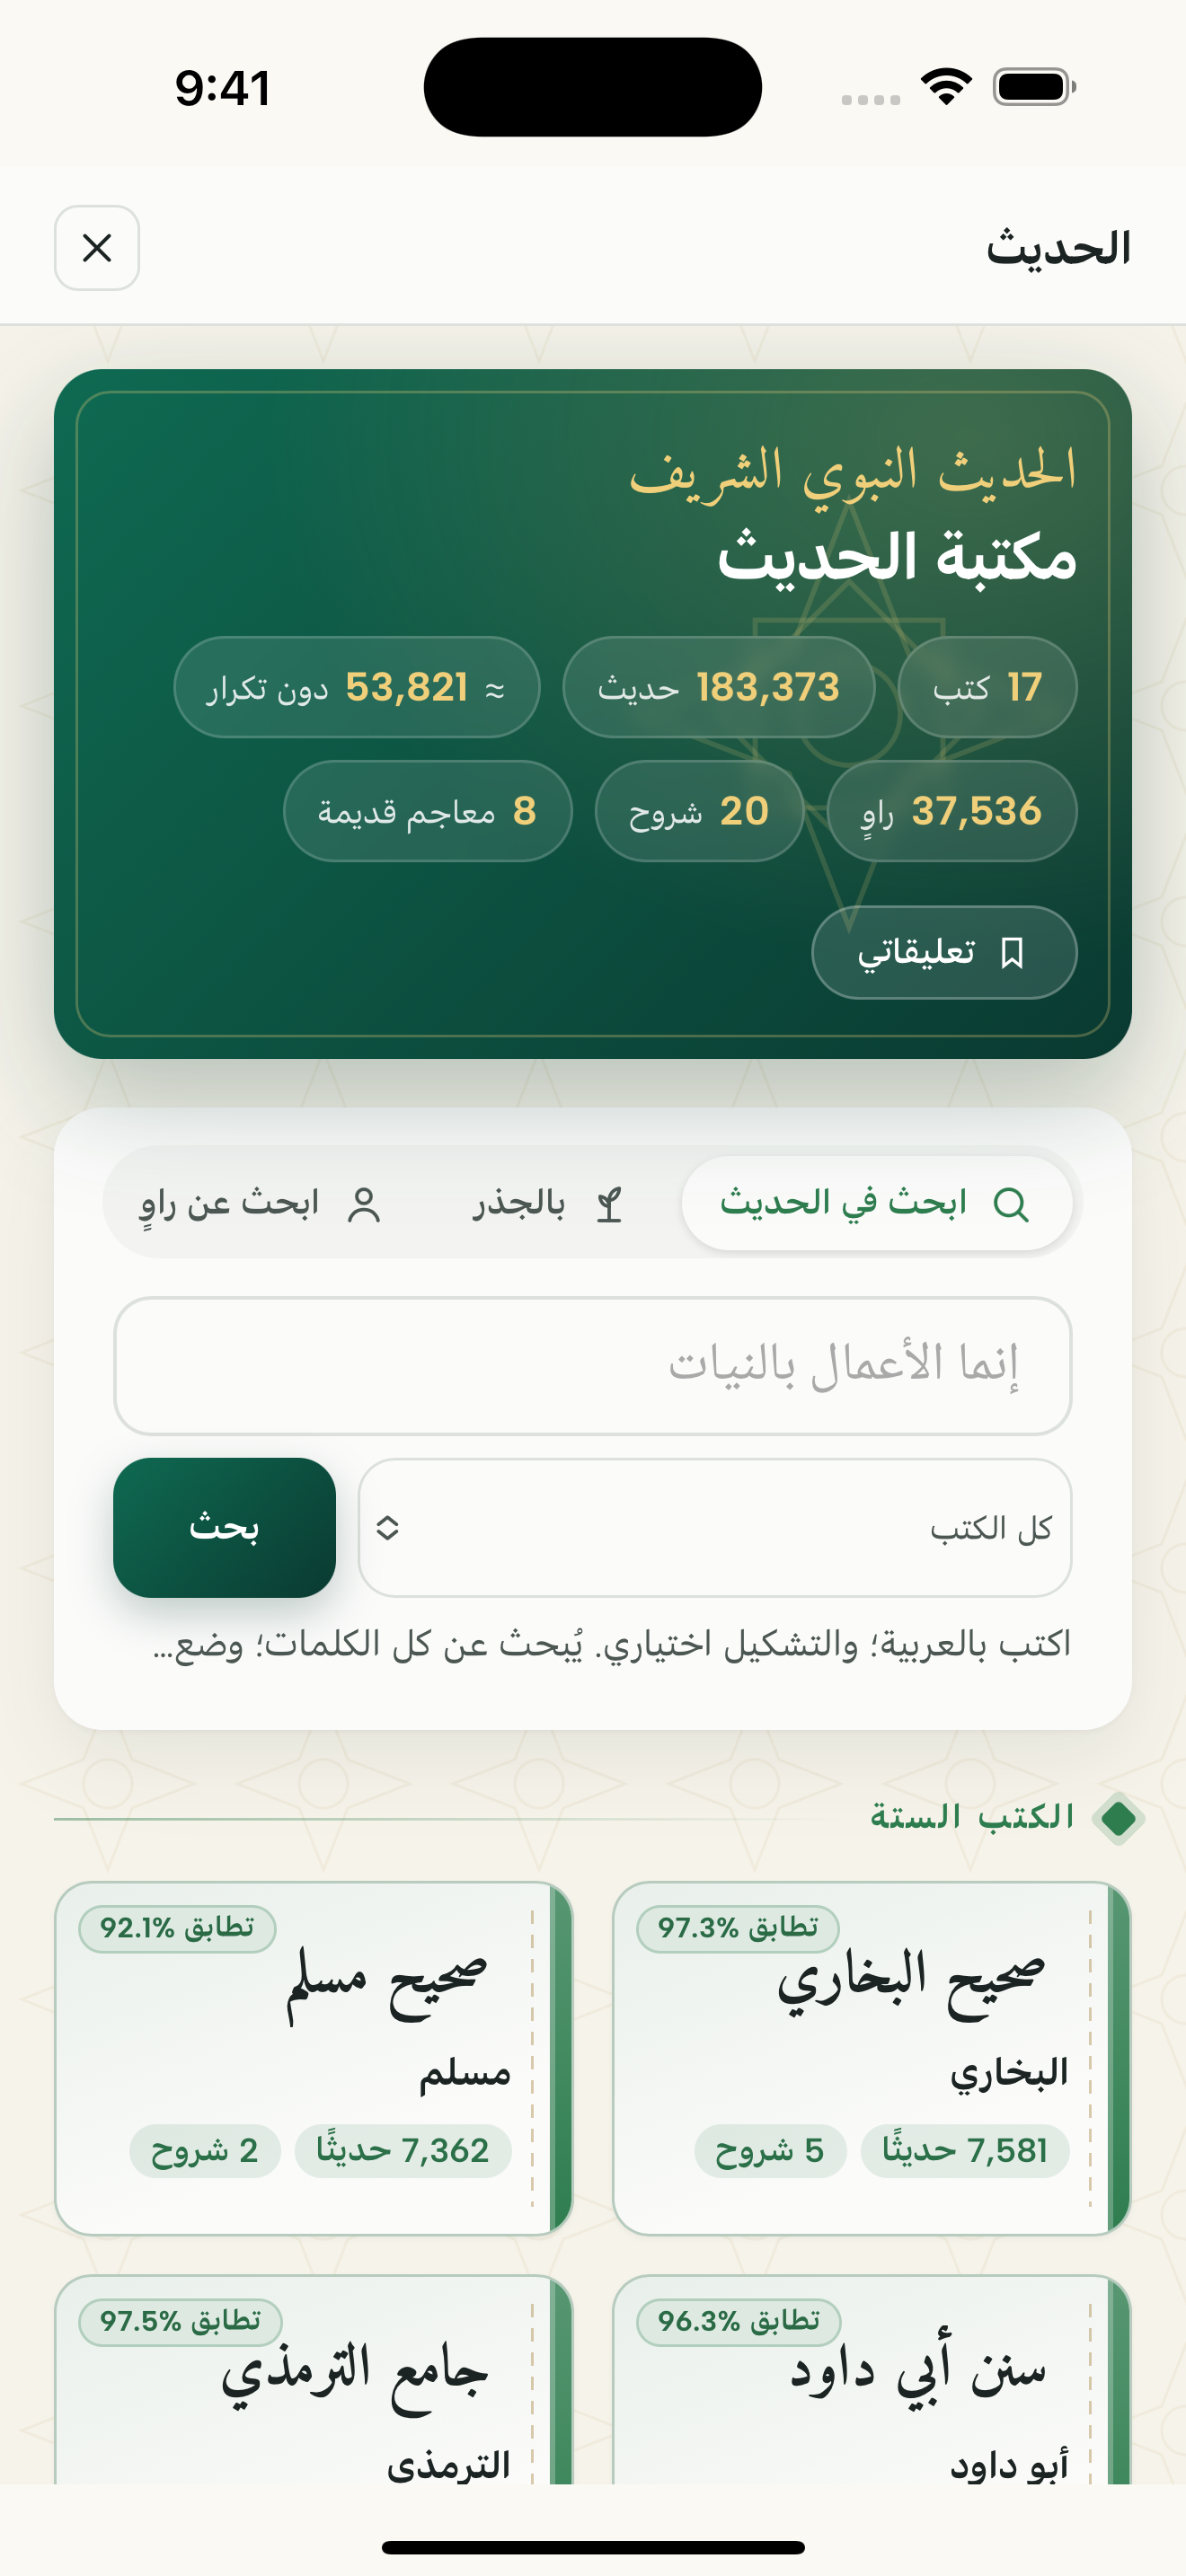 9:41
الحديث
الحديث النبوي الشريف
مكتبة الحديث
17 كتب
183,373 حديث
≈ 53,821 دون تكرار
37,536 راوٍ
20 شروح
8 معاجم قديمة
تعليقاتي
ابحث في الحديث
بالجذر
ابحث عن راوٍ
إنما الأعمال بالنيات
كل الكتب
بحث
اكتب بالعربية؛ والتشكيل اختياري. يُبحث عن كل الكلمات؛ وضع...
الكتب الستة
تطابق 97.3%
صحيح البخاري
البخاري
7,581 حديثًا
5 شروح
تطابق 92.1%
صحيح مسلم
مسلم
7,362 حديثًا
2 شروح
تطابق 96.3%
سنن أبي داود
أبو داود
تطابق 97.5%
جامع الترمذي
الترمذي